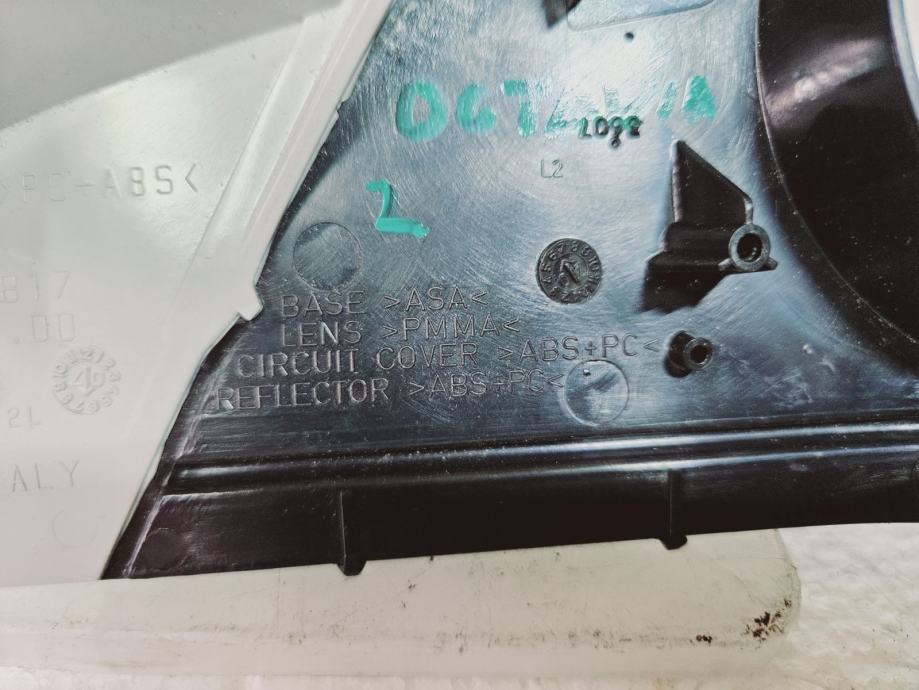 OCTAVIA
L2
2
>PC-ABS<
BASE >ASA<
LENS >PMMA<
CIRCUIT COVER >ABS+PC<
REFLECTOR >ABS+PC<
817
.00
2L
ALY